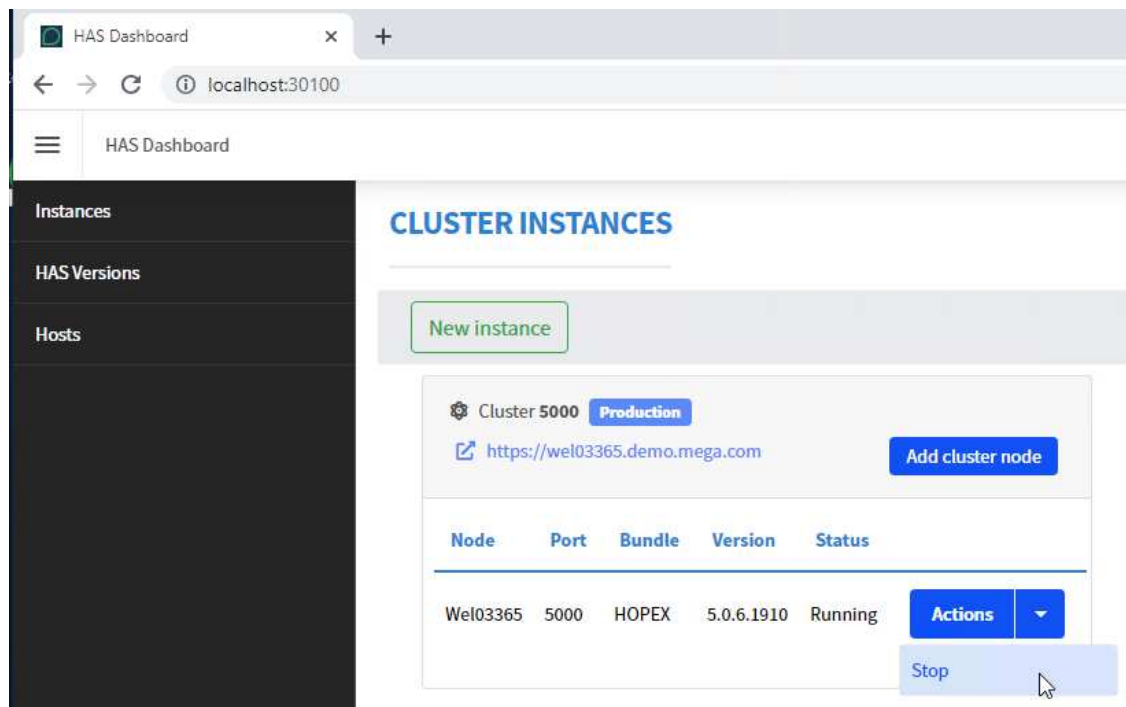 HAS Dashboard
localhost:30100
HAS Dashboard
Instances
HAS Versions
Hosts
CLUSTER INSTANCES
New instance
Cluster 5000 Production
https://wel03365.demo.mega.com
Add cluster node
Node Port Bundle Version Status
Wel03365 5000 HOPEX 5.0.6.1910 Running Actions
Stop